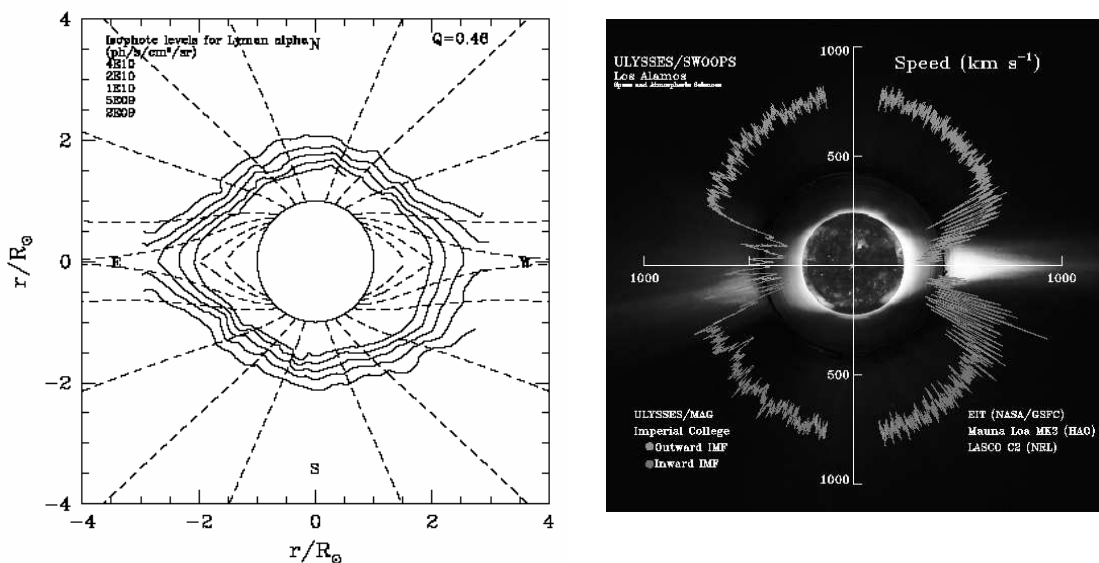 4
2
0
−2
−4
r/R☉
Isophote levels for Lyman alpha
(ph/s/cm²/sr)
4E10
2E10
1E10
5E09
2E09
N
Q=0.46
E
W
S
−4
−2
0
2
4
r/R☉
ULYSSES/SWOOPS
Los Alamos
Space and Atmospheric Sciences
Speed (km s⁻¹)
1000
500
1000
1000
500
1000
ULYSSES/MAG
Imperial College
Outward IMF
Inward IMF
EIT (NASA/GSFC)
Mauna Loa MK3 (HAO)
LASCO C2 (NRL)